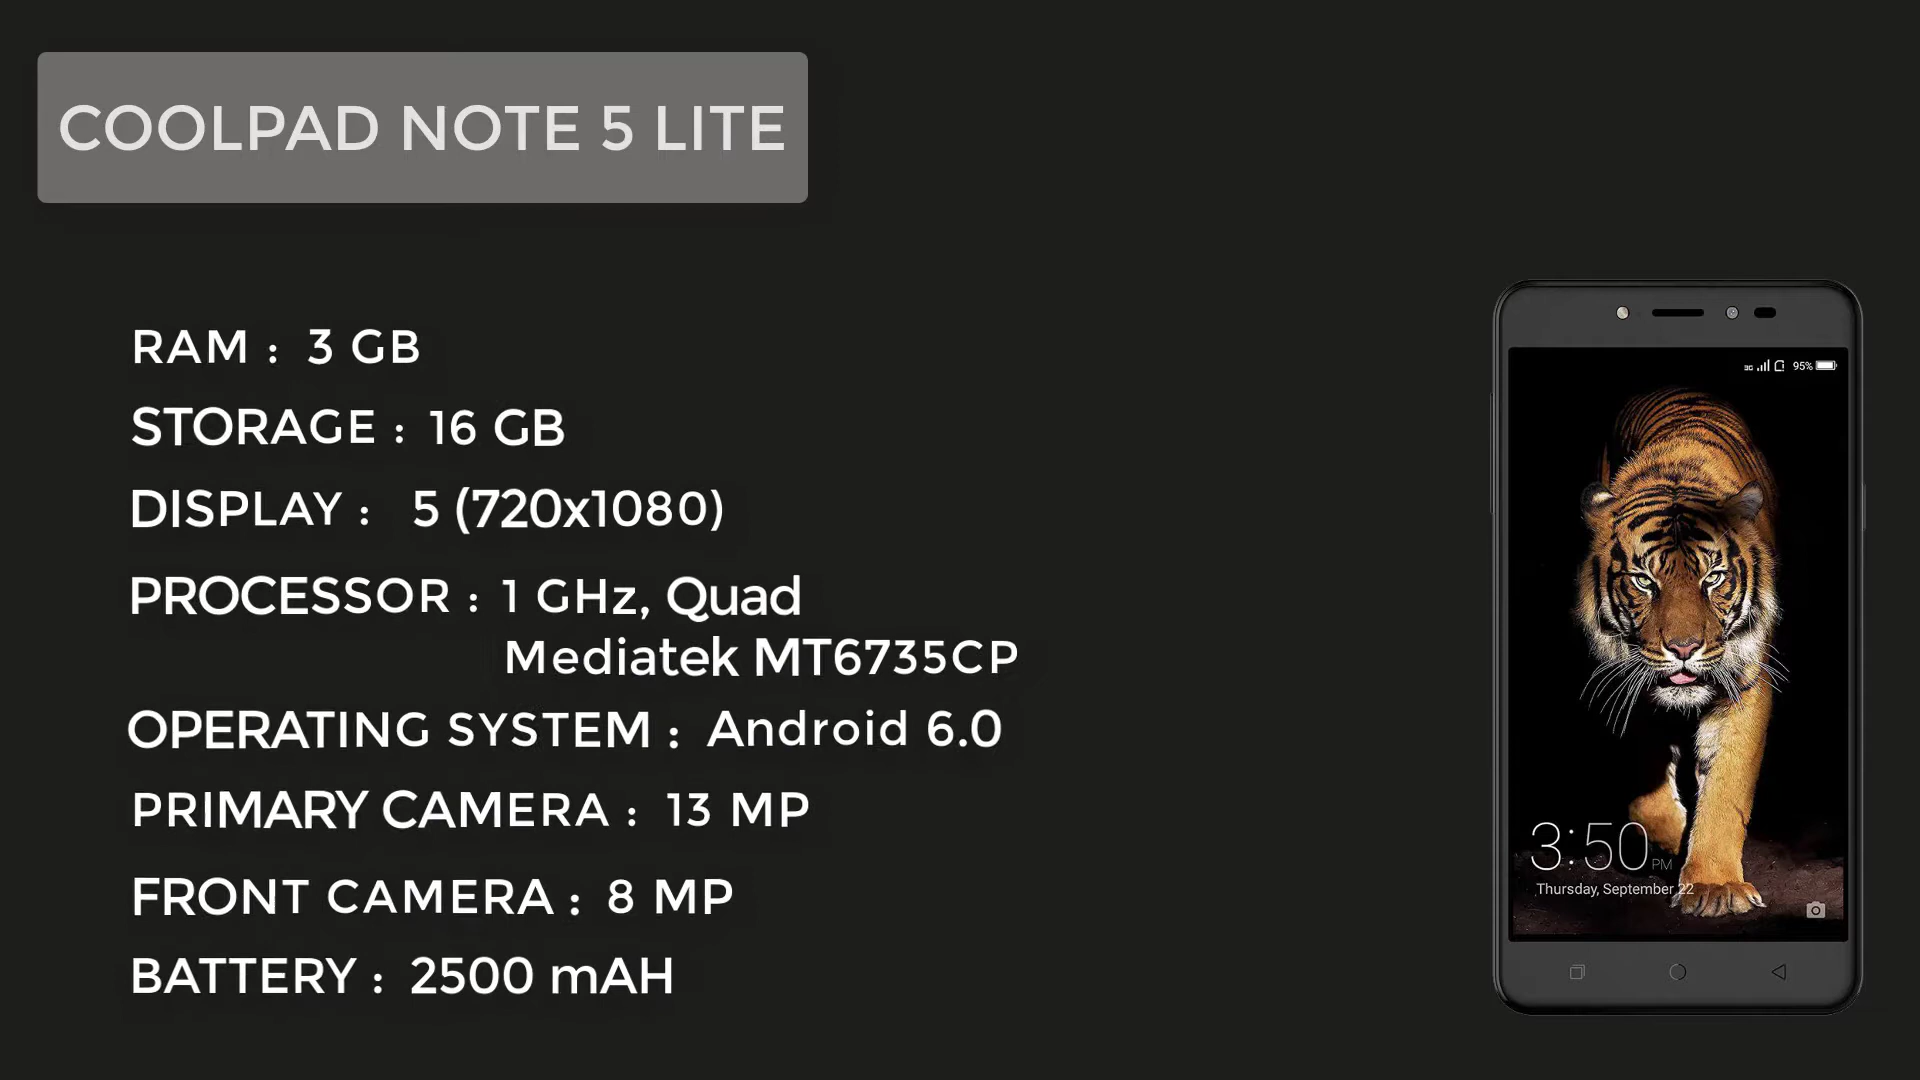 COOLPAD NOTE 5 LITE
RAM : 3 GB
STORAGE : 16 GB
DISPLAY : 5 (720x1080)
PROCESSOR : 1 GHz, Quad
Mediatek MT6735CP
OPERATING SYSTEM : Android 6.0
PRIMARY CAMERA : 13 MP
FRONT CAMERA : 8 MP
BATTERY : 2500 mAH
3G 95%
3:50 PM
Thursday, September 22